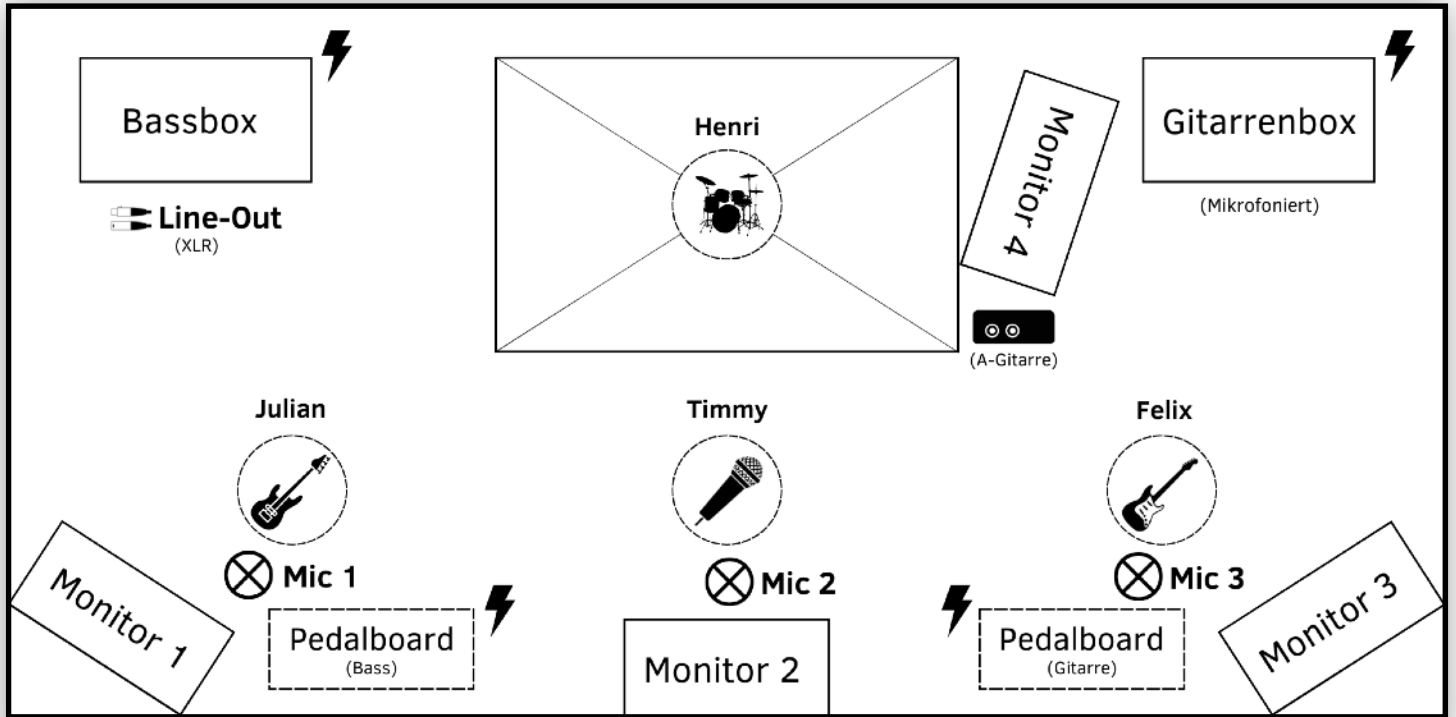 Bassbox
Henri
Monitor 4
Gitarrenbox
(Mikrofoniert)
Line-Out
(XLR)
(A-Gitarre)
Julian
Timmy
Felix
Mic 1
Mic 2
Mic 3
Monitor 1
Pedalboard
(Bass)
Monitor 2
Pedalboard
(Gitarre)
Monitor 3